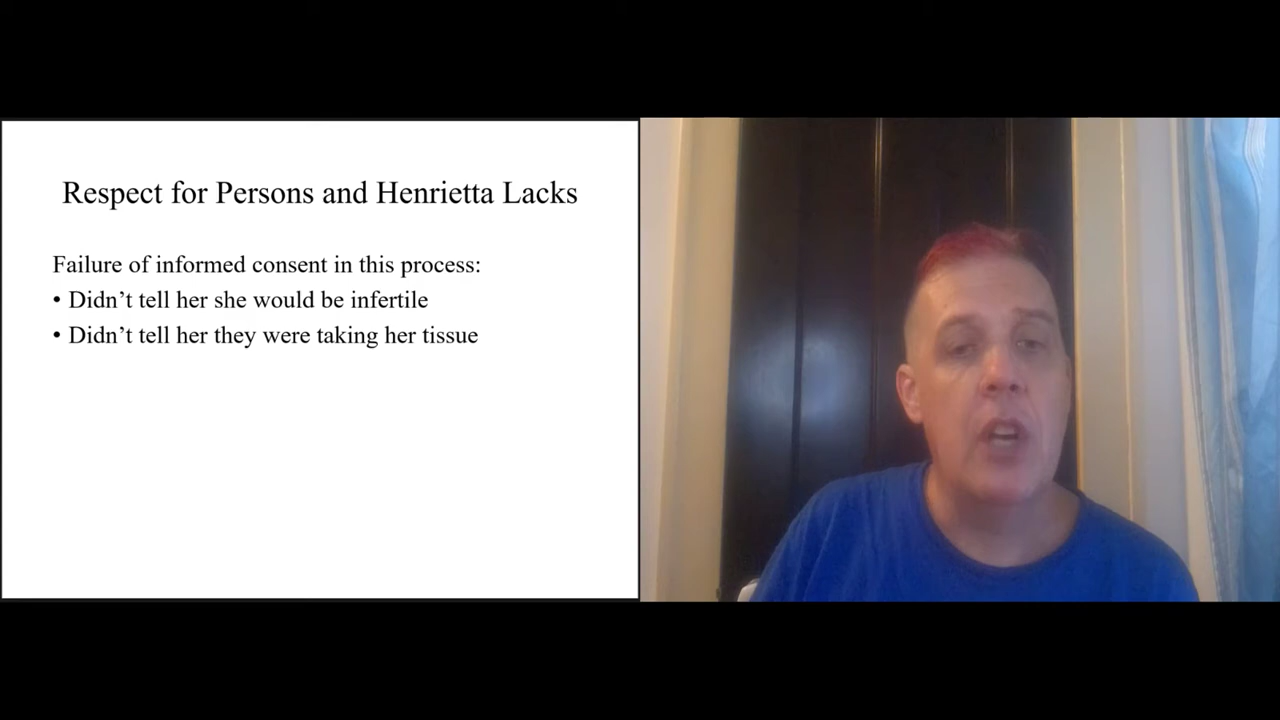 Respect for Persons and Henrietta Lacks
Failure of informed consent in this process:
• Didn’t tell her she would be infertile
• Didn’t tell her they were taking her tissue